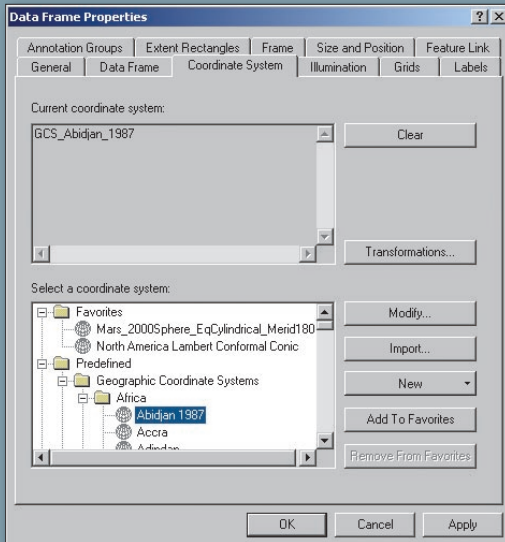 Data Frame Properties
Annotation Groups Extent Rectangles Frame Size and Position Feature Link
General Data Frame Coordinate System Illumination Grids Labels
Current coordinate system:
GCS_Abidjan_1987
Clear
Transformations...
Select a coordinate system:
Favorites
Mars_2000Sphere_EqCylindrical_Merid180
North America Lambert Conformal Conic
Predefined
Geographic Coordinate Systems
Africa
Abidjan 1987
Accra
Adindan
Modify...
Import...
New
Add To Favorites
Remove From Favorites
OK Cancel Apply